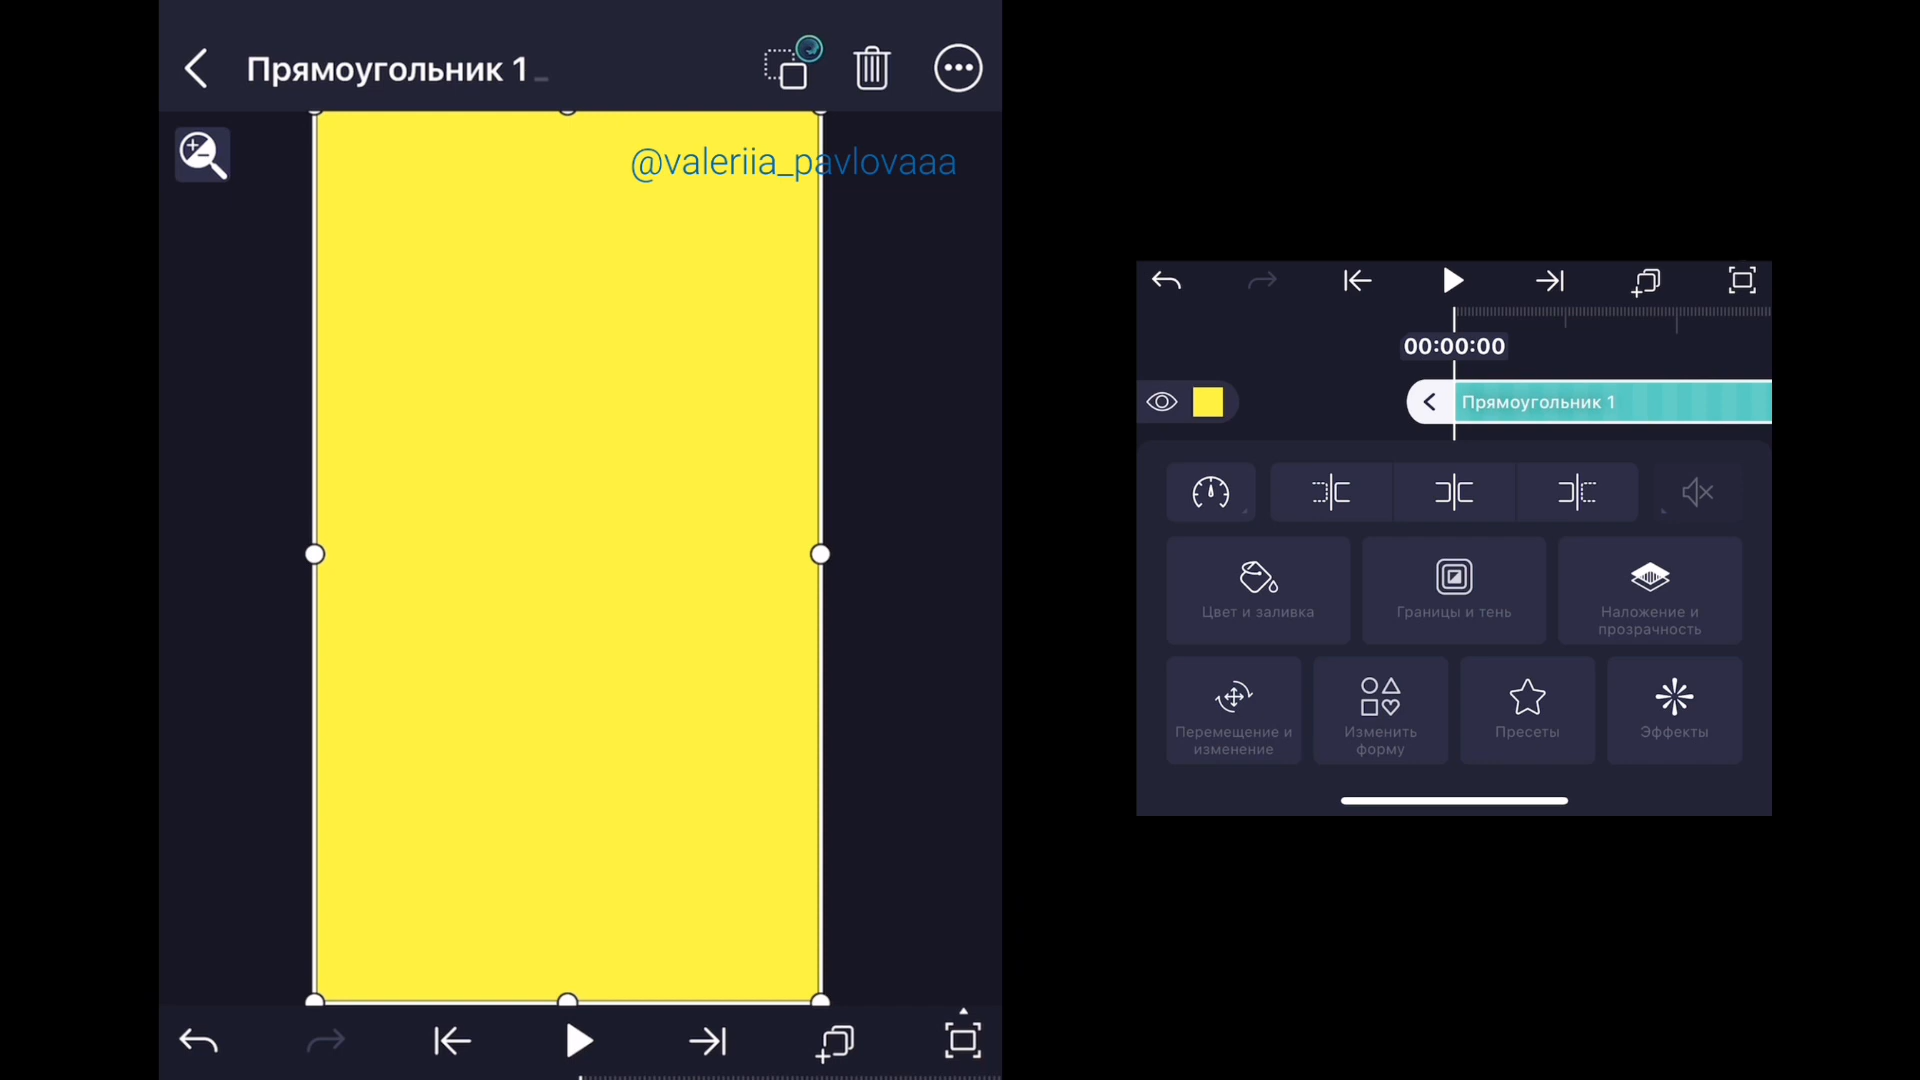 Прямоугольник 1
@valeriia_pavlovaaa
00:00:00
Прямоугольник 1
Цвет и заливка
Границы и тень
Наложение и
прозрачность
Перемещение и
изменение
Изменить
форму
Пресеты
Эффекты